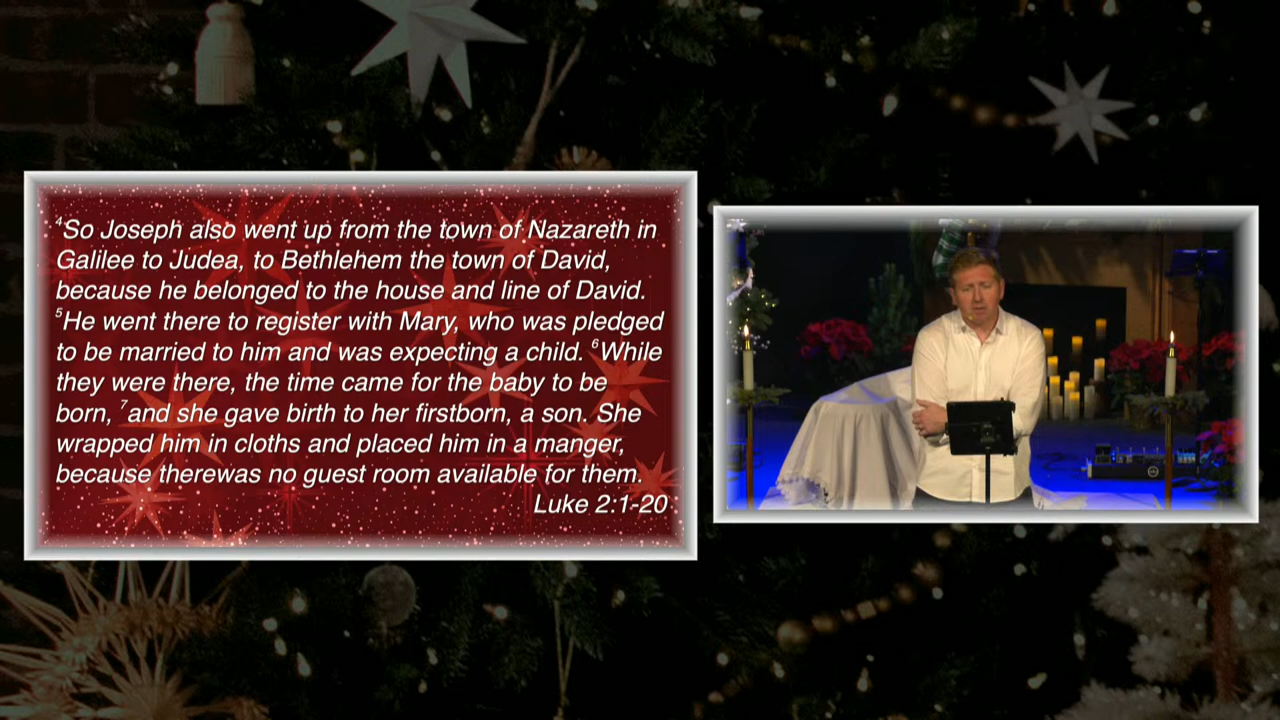 ⁴So Joseph also went up from the town of Nazareth in
Galilee to Judea, to Bethlehem the town of David,
because he belonged to the house and line of David.
⁵He went there to register with Mary, who was pledged
to be married to him and was expecting a child. ⁶While
they were there, the time came for the baby to be
born, ⁷and she gave birth to her firstborn, a son. She
wrapped him in cloths and placed him in a manger,
because therewas no guest room available for them.
Luke 2:1-20